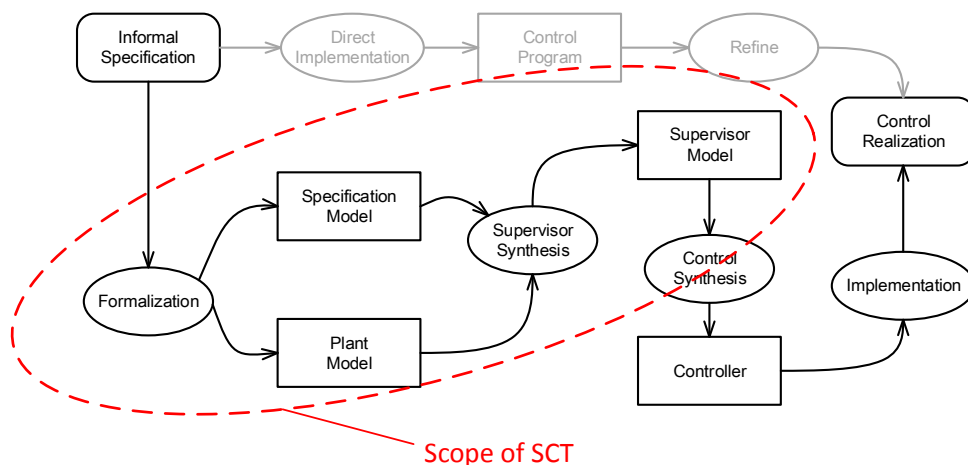 Informal
Specification
Direct
Implementation
Control
Program
Refine
Control
Realization
Supervisor
Model
Specification
Model
Supervisor
Synthesis
Control
Synthesis
Formalization
Implementation
Plant
Model
Controller
Scope of SCT